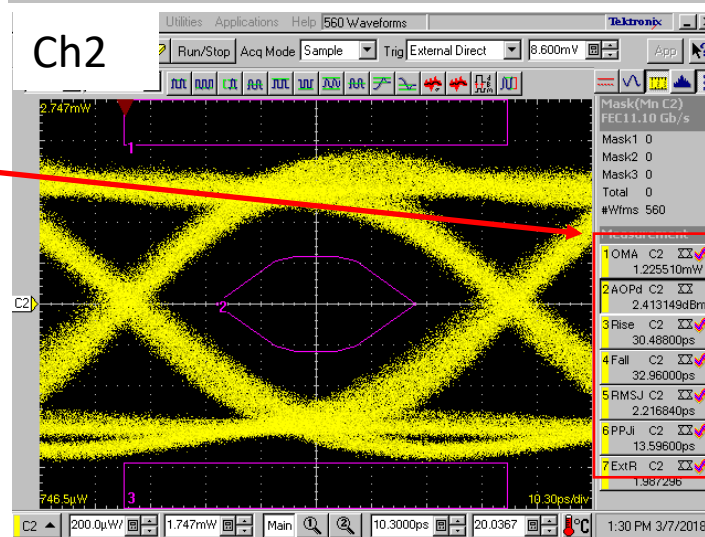 Utilities Applications Help 560 Waveforms Tektronix
Ch2
Run/Stop Acq Mode Sample Trig External Direct 8.600mV App
2.747mW
1
C2
2
3
746.5µW
10.30ps/div
Mask(Mn C2)
FEC11.10 Gb/s
Mask1 0
Mask2 0
Mask3 0
Total 0
#Wfms 560
Measurement
1 OMA C2
1.225510mW
2 AOPd C2
2.413149dBm
3 Rise C2
30.48800ps
4 Fall C2
32.96000ps
5 RMSJ C2
2.216840ps
6 PPJi C2
13.59600ps
7 ExtR C2
1.987296
C2 200.0µW/ 1.747mW Main 10.3000ps 20.0367 °C 1:30 PM 3/7/2018